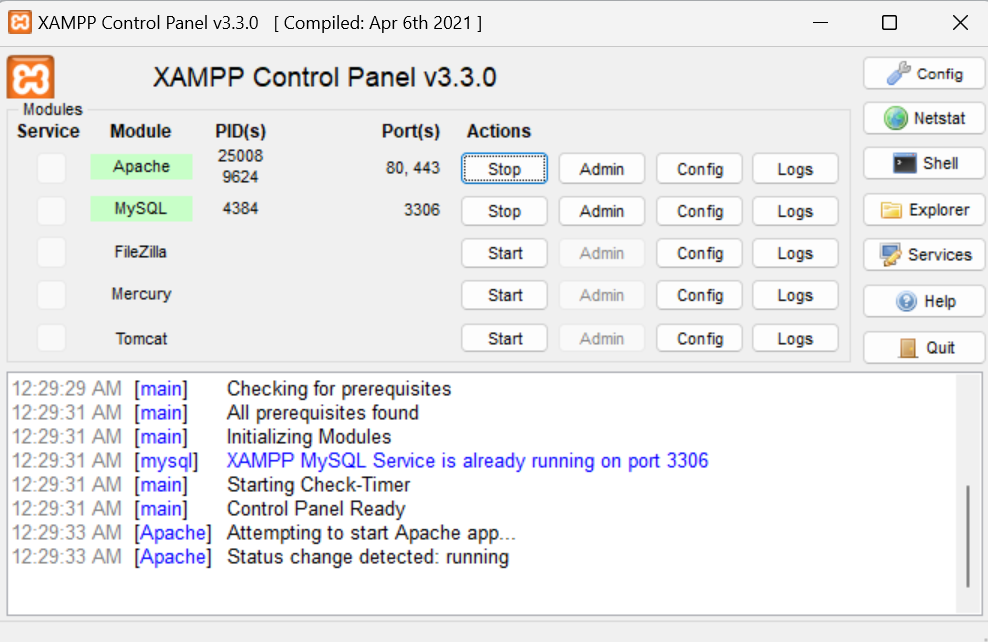 XAMPP Control Panel v3.3.0 [ Compiled: Apr 6th 2021 ]
XAMPP Control Panel v3.3.0
Config
Modules
Service Module PID(s) Port(s) Actions
Netstat
Apache 25008 9624 80, 443 Stop Admin Config Logs
Shell
MySQL 4384 3306 Stop Admin Config Logs
Explorer
FileZilla Start Admin Config Logs
Services
Mercury Start Admin Config Logs
Help
Tomcat Start Admin Config Logs
Quit
12:29:29 AM [main] Checking for prerequisites
12:29:31 AM [main] All prerequisites found
12:29:31 AM [main] Initializing Modules
12:29:31 AM [mysql] XAMPP MySQL Service is already running on port 3306
12:29:31 AM [main] Starting Check-Timer
12:29:31 AM [main] Control Panel Ready
12:29:33 AM [Apache] Attempting to start Apache app...
12:29:33 AM [Apache] Status change detected: running